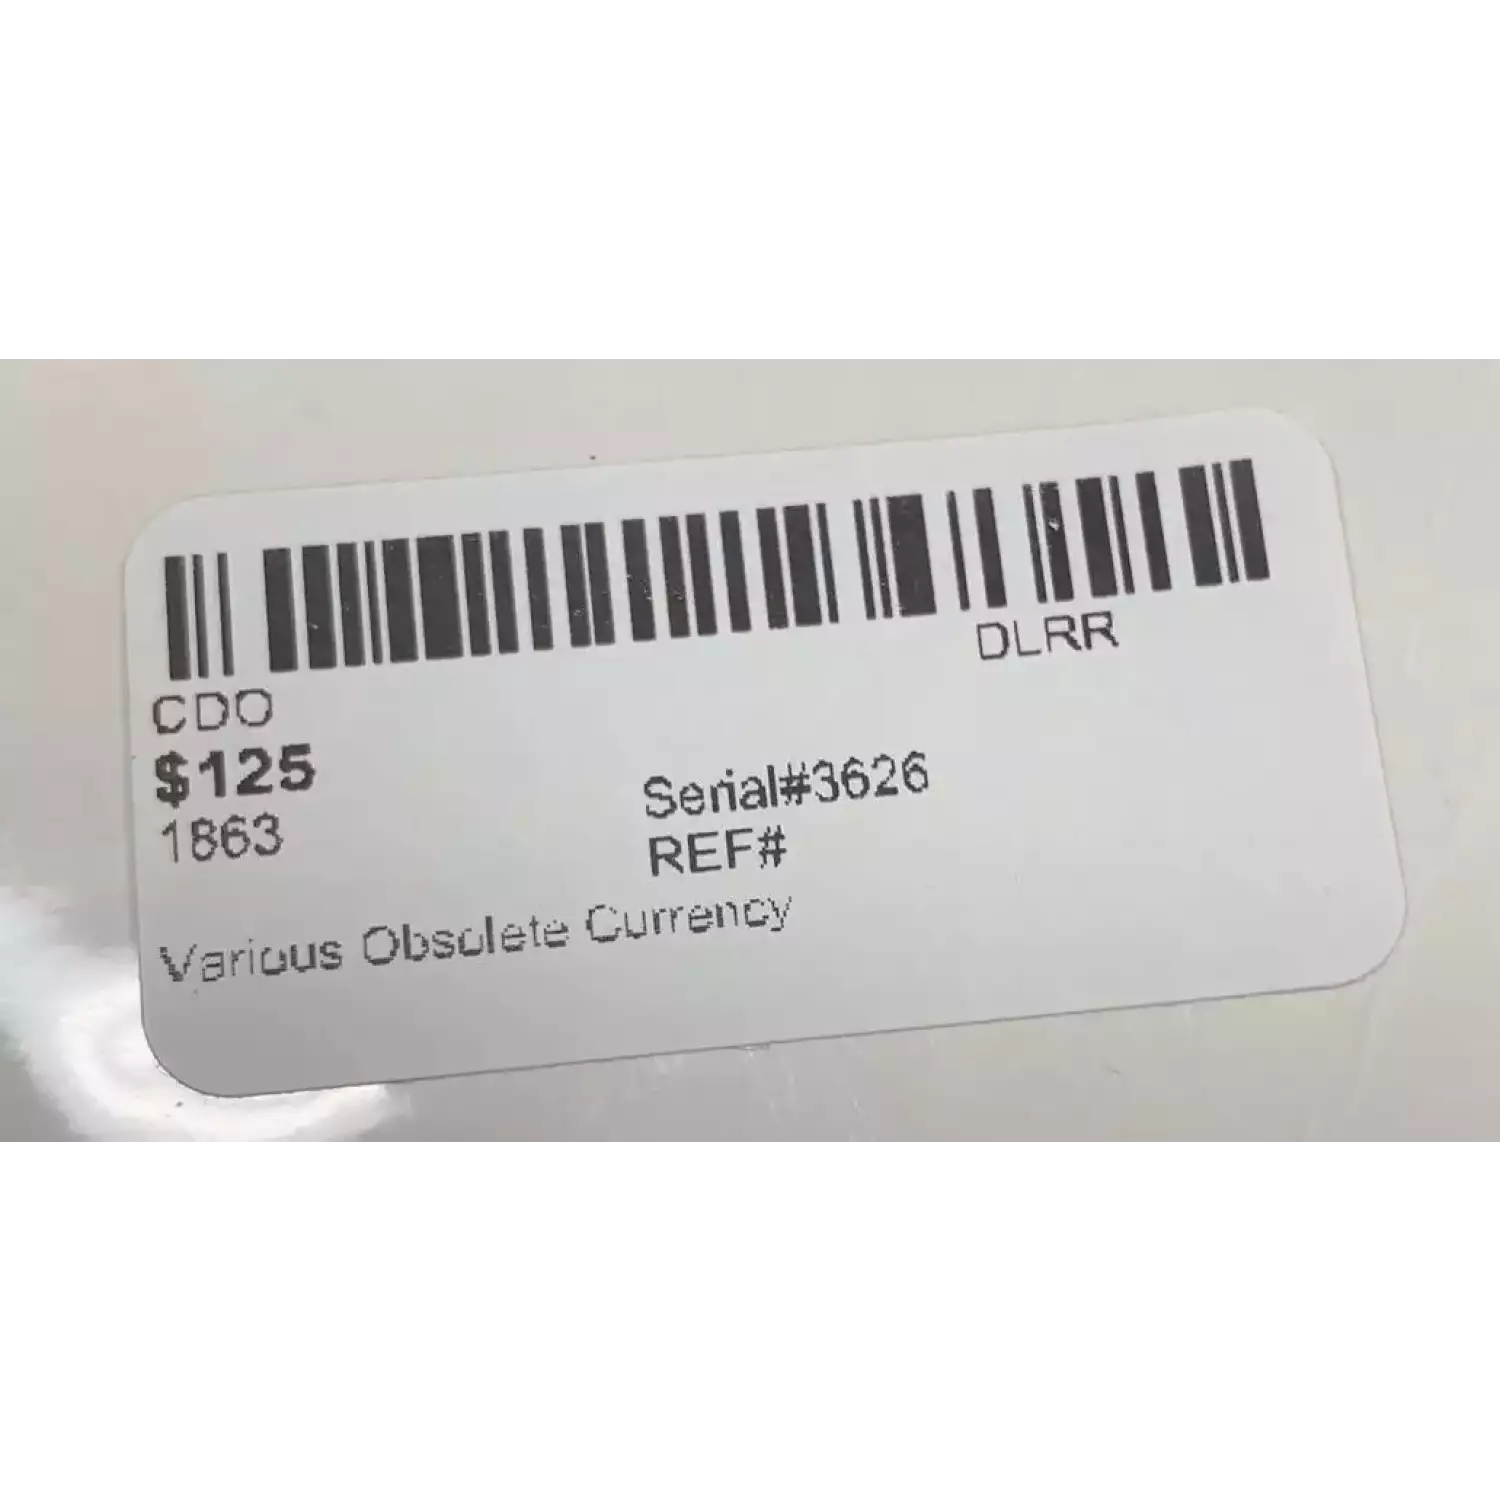 DLRR
CDO
$125
1863
Serial#3626
REF#
Various Obsolete Currency